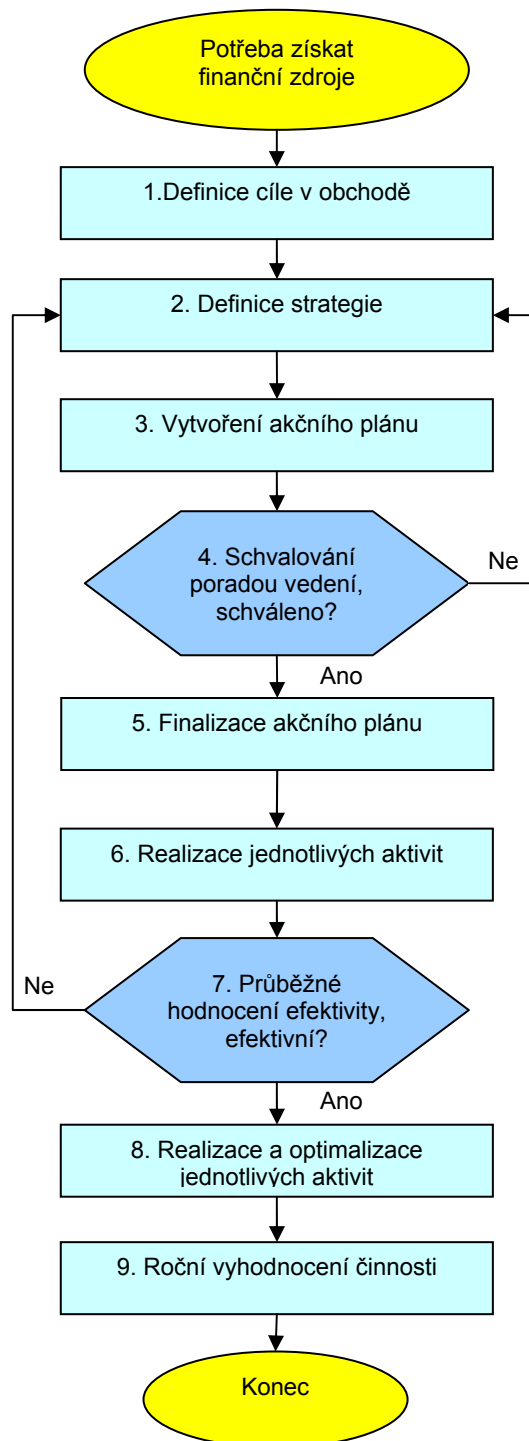 Potřeba získat
finanční zdroje
1.Definice cíle v obchodě
2. Definice strategie
3. Vytvoření akčního plánu
4. Schvalování
poradou vedení,
schváleno?
Ne
Ano
5. Finalizace akčního plánu
6. Realizace jednotlivých aktivit
7. Průběžné
hodnocení efektivity,
efektivní?
Ne
Ano
8. Realizace a optimalizace
jednotlivých aktivit
9. Roční vyhodnocení činnosti
Konec